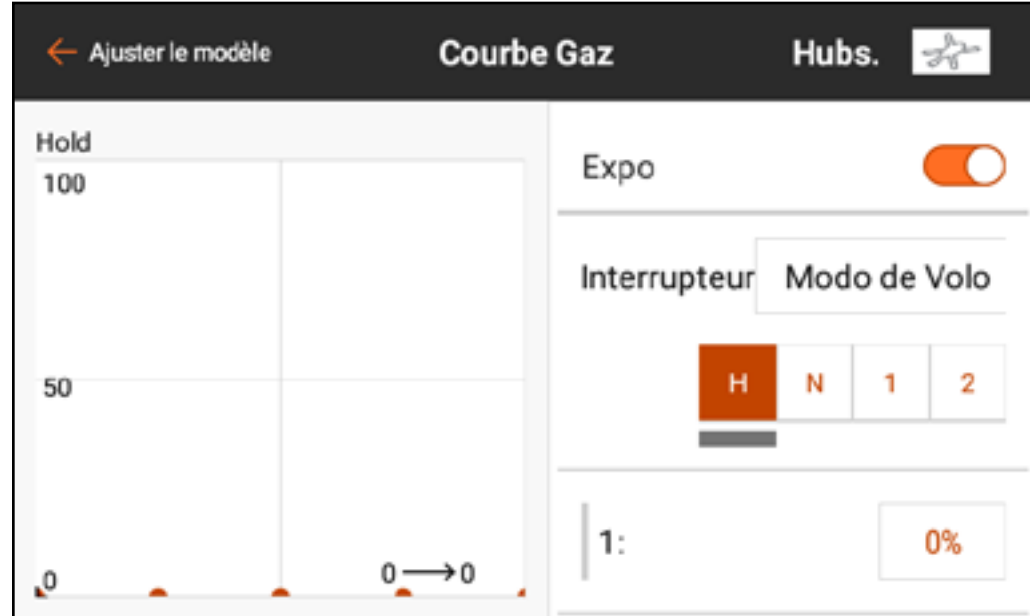 ← Ajuster le modèle
Courbe Gaz
Hubs.
Hold
100
50
0
0⟶0
Expo
Interrupteur
Modo de Volo
H N 1 2
1:
0%